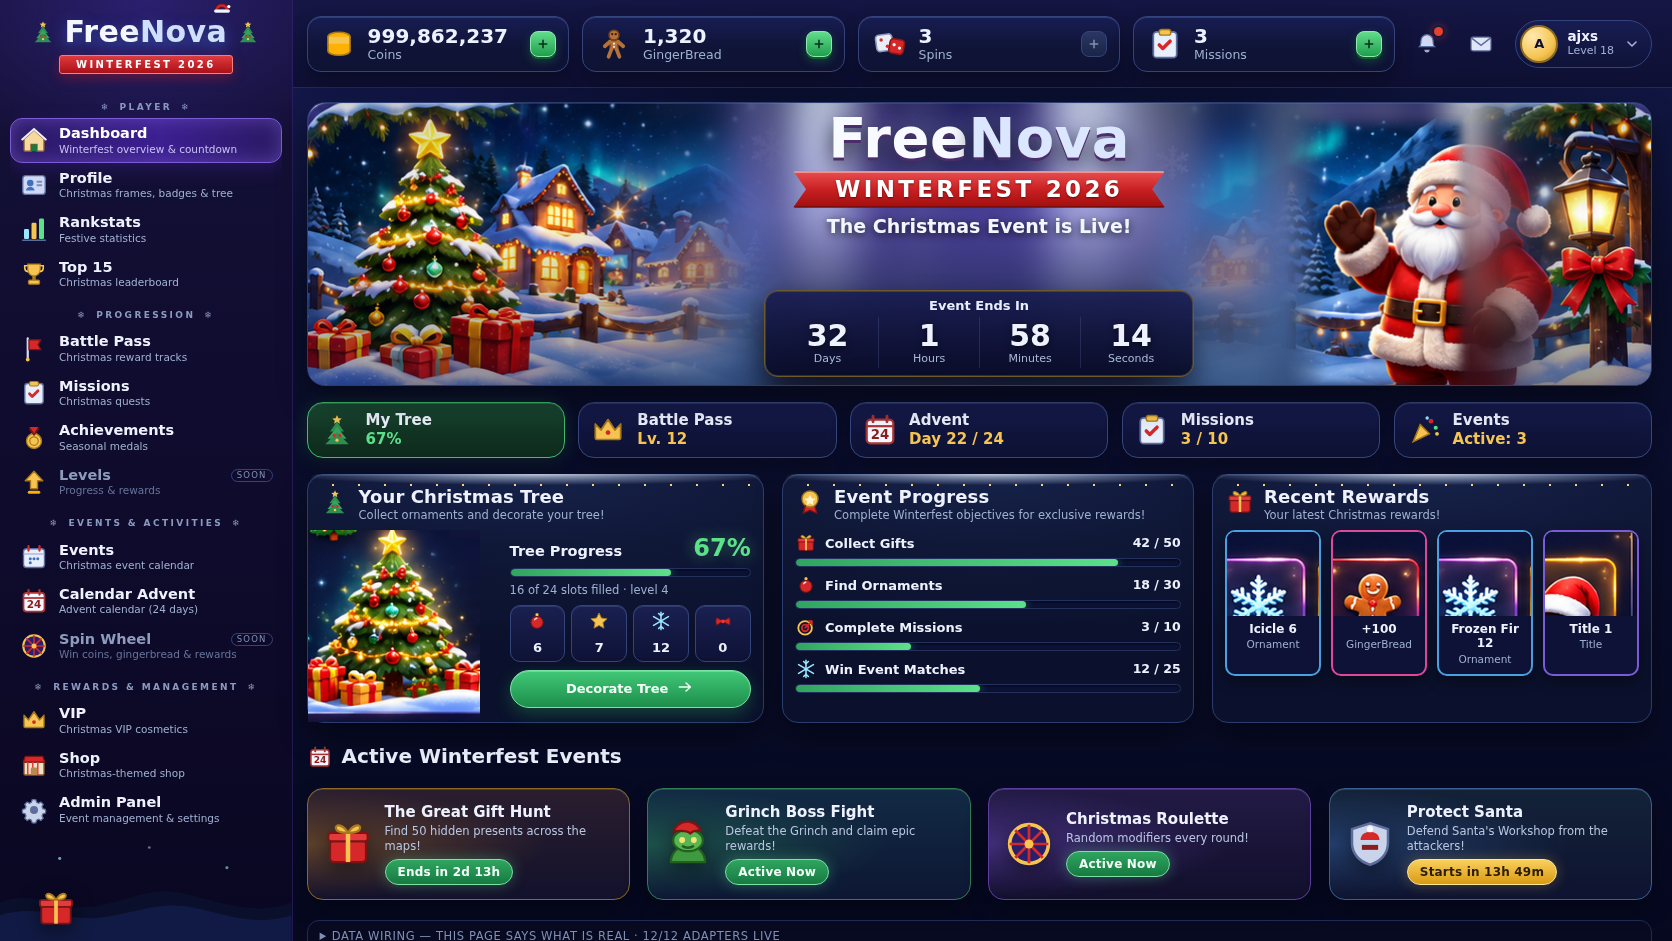 FreeNova
WINTERFEST 2026
PLAYER
Dashboard
Winterfest overview & countdown
Profile
Christmas frames, badges & tree
Rankstats
Festive statistics
Top 15
Christmas leaderboard
PROGRESSION
Battle Pass
Christmas reward tracks
Missions
Christmas quests
Achievements
Seasonal medals
Levels
SOON
Progress & rewards
EVENTS & ACTIVITIES
Events
Christmas event calendar
24
Calendar Advent
Advent calendar (24 days)
Spin Wheel
SOON
Win coins, gingerbread & rewards
REWARDS & MANAGEMENT
VIP
Christmas VIP cosmetics
Shop
Christmas-themed shop
Admin Panel
Event management & settings
999,862,237
Coins
+
1,320
GingerBread
+
3
Spins
+
3
Missions
+
A
ajxs
Level 18
FreeNova
WINTERFEST 2026
The Christmas Event is Live!
Event Ends In
32 1 58 14
Days Hours Minutes Seconds
My Tree
67%
Battle Pass
Lv. 12
24
Advent
Day 22 / 24
Missions
3 / 10
Events
Active: 3
Your Christmas Tree
Collect ornaments and decorate your tree!
Tree Progress 67%
16 of 24 slots filled · level 4
6 7 12 0
Decorate Tree →
Event Progress
Complete Winterfest objectives for exclusive rewards!
Collect Gifts 42 / 50
Find Ornaments 18 / 30
Complete Missions 3 / 10
Win Event Matches 12 / 25
Recent Rewards
Your latest Christmas rewards!
Icicle 6
Ornament
+100
GingerBread
Frozen Fir
12
Ornament
Title 1
Title
24
Active Winterfest Events
The Great Gift Hunt
Find 50 hidden presents across the
maps!
Ends in 2d 13h
Grinch Boss Fight
Defeat the Grinch and claim epic
rewards!
Active Now
Christmas Roulette
Random modifiers every round!
Active Now
Protect Santa
Defend Santa's Workshop from the
attackers!
Starts in 13h 49m
▶ DATA WIRING — THIS PAGE SAYS WHAT IS REAL · 12/12 ADAPTERS LIVE